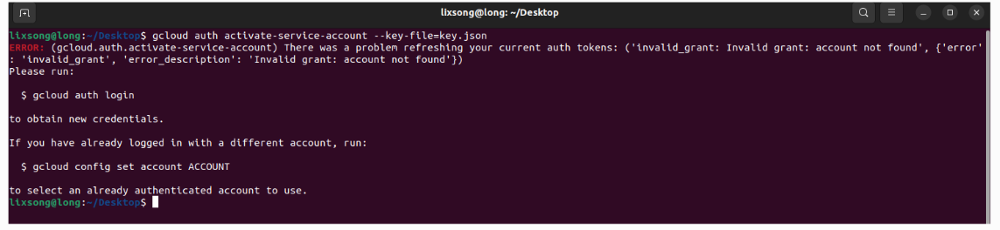 lixsong@long: ~/Desktop
lixsong@long:~/Desktop$ gcloud auth activate-service-account --key-file=key.json
ERROR: (gcloud.auth.activate-service-account) There was a problem refreshing your current auth tokens: ('invalid_grant: Invalid grant: account not found', {'error'
: 'invalid_grant', 'error_description': 'Invalid grant: account not found'})
Please run:
$ gcloud auth login
to obtain new credentials.
If you have already logged in with a different account, run:
$ gcloud config set account ACCOUNT
to select an already authenticated account to use.
lixsong@long:~/Desktop$